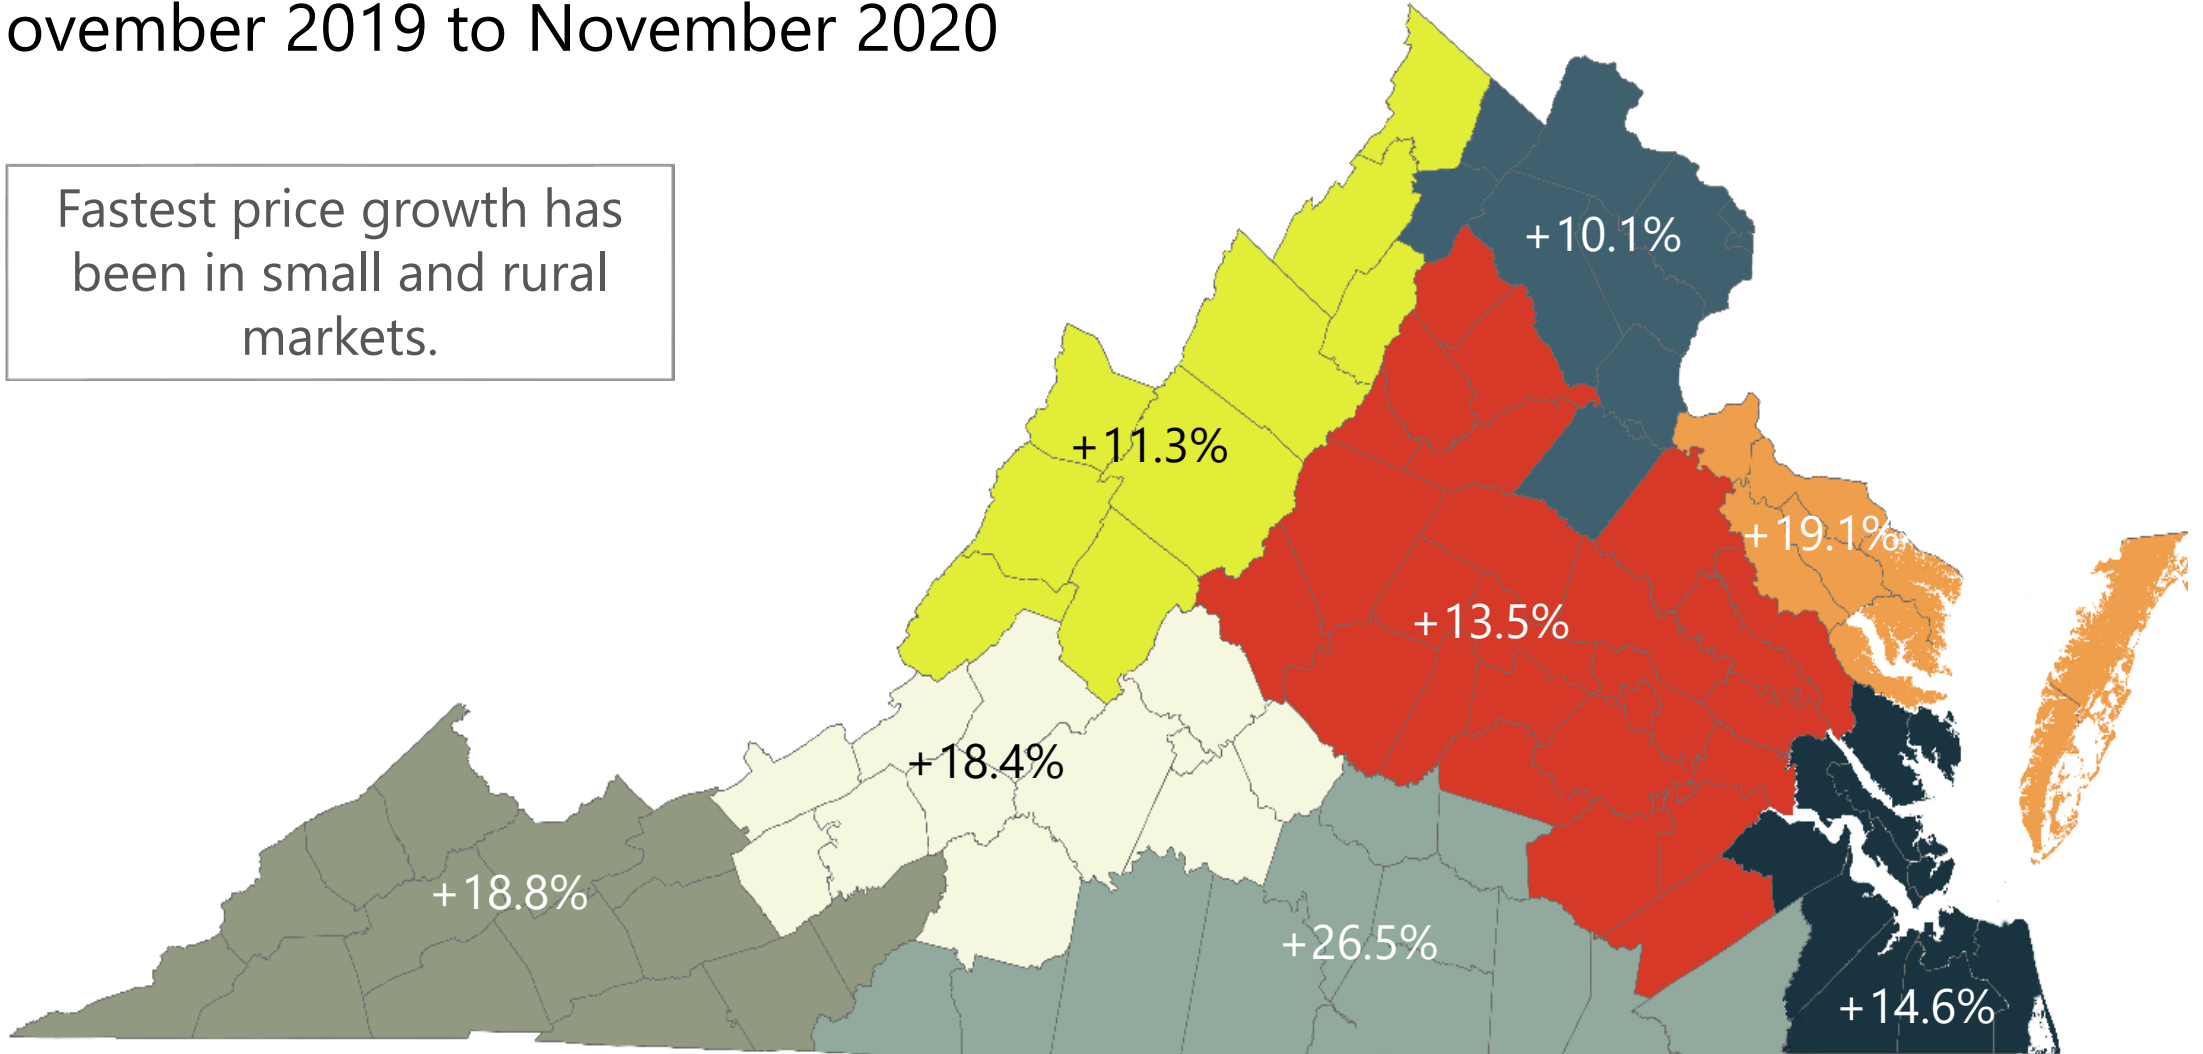 ovember 2019 to November 2020
Fastest price growth has
been in small and rural
markets.
+10.1%
+11.3%
+19.1%
+13.5%
+18.4%
+18.8%
+26.5%
+14.6%